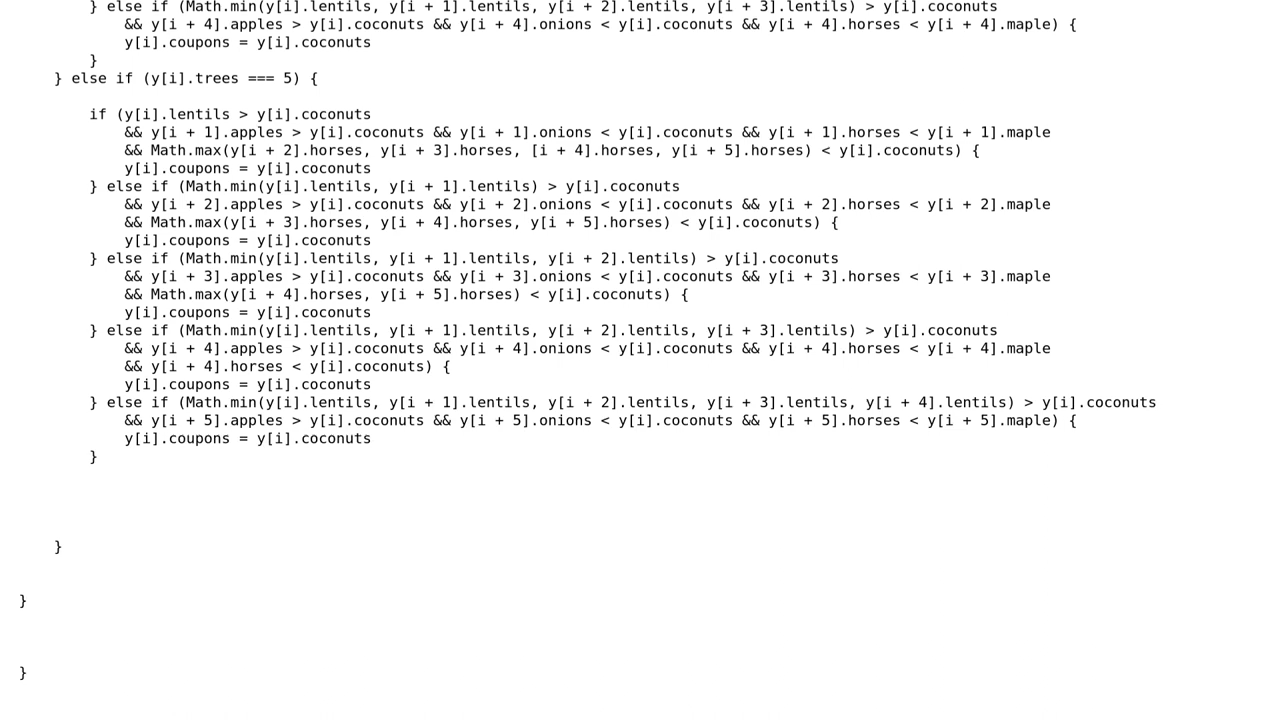 } else if (Math.min(y[i].lentils, y[i + 1].lentils, y[i + 2].lentils, y[i + 3].lentils) > y[i].coconuts
&& y[i + 4].apples > y[i].coconuts && y[i + 4].onions < y[i].coconuts && y[i + 4].horses < y[i + 4].maple) {
y[i].coupons = y[i].coconuts
}
} else if (y[i].trees === 5) {
if (y[i].lentils > y[i].coconuts
&& y[i + 1].apples > y[i].coconuts && y[i + 1].onions < y[i].coconuts && y[i + 1].horses < y[i + 1].maple
&& Math.max(y[i + 2].horses, y[i + 3].horses, [i + 4].horses, y[i + 5].horses) < y[i].coconuts) {
y[i].coupons = y[i].coconuts
} else if (Math.min(y[i].lentils, y[i + 1].lentils) > y[i].coconuts
&& y[i + 2].apples > y[i].coconuts && y[i + 2].onions < y[i].coconuts && y[i + 2].horses < y[i + 2].maple
&& Math.max(y[i + 3].horses, y[i + 4].horses, y[i + 5].horses) < y[i].coconuts) {
y[i].coupons = y[i].coconuts
} else if (Math.min(y[i].lentils, y[i + 1].lentils, y[i + 2].lentils) > y[i].coconuts
&& y[i + 3].apples > y[i].coconuts && y[i + 3].onions < y[i].coconuts && y[i + 3].horses < y[i + 3].maple
&& Math.max(y[i + 4].horses, y[i + 5].horses) < y[i].coconuts) {
y[i].coupons = y[i].coconuts
} else if (Math.min(y[i].lentils, y[i + 1].lentils, y[i + 2].lentils, y[i + 3].lentils) > y[i].coconuts
&& y[i + 4].apples > y[i].coconuts && y[i + 4].onions < y[i].coconuts && y[i + 4].horses < y[i + 4].maple
&& y[i + 4].horses < y[i].coconuts) {
y[i].coupons = y[i].coconuts
} else if (Math.min(y[i].lentils, y[i + 1].lentils, y[i + 2].lentils, y[i + 3].lentils, y[i + 4].lentils) > y[i].coconuts
&& y[i + 5].apples > y[i].coconuts && y[i + 5].onions < y[i].coconuts && y[i + 5].horses < y[i + 5].maple) {
y[i].coupons = y[i].coconuts
}
}
}
}